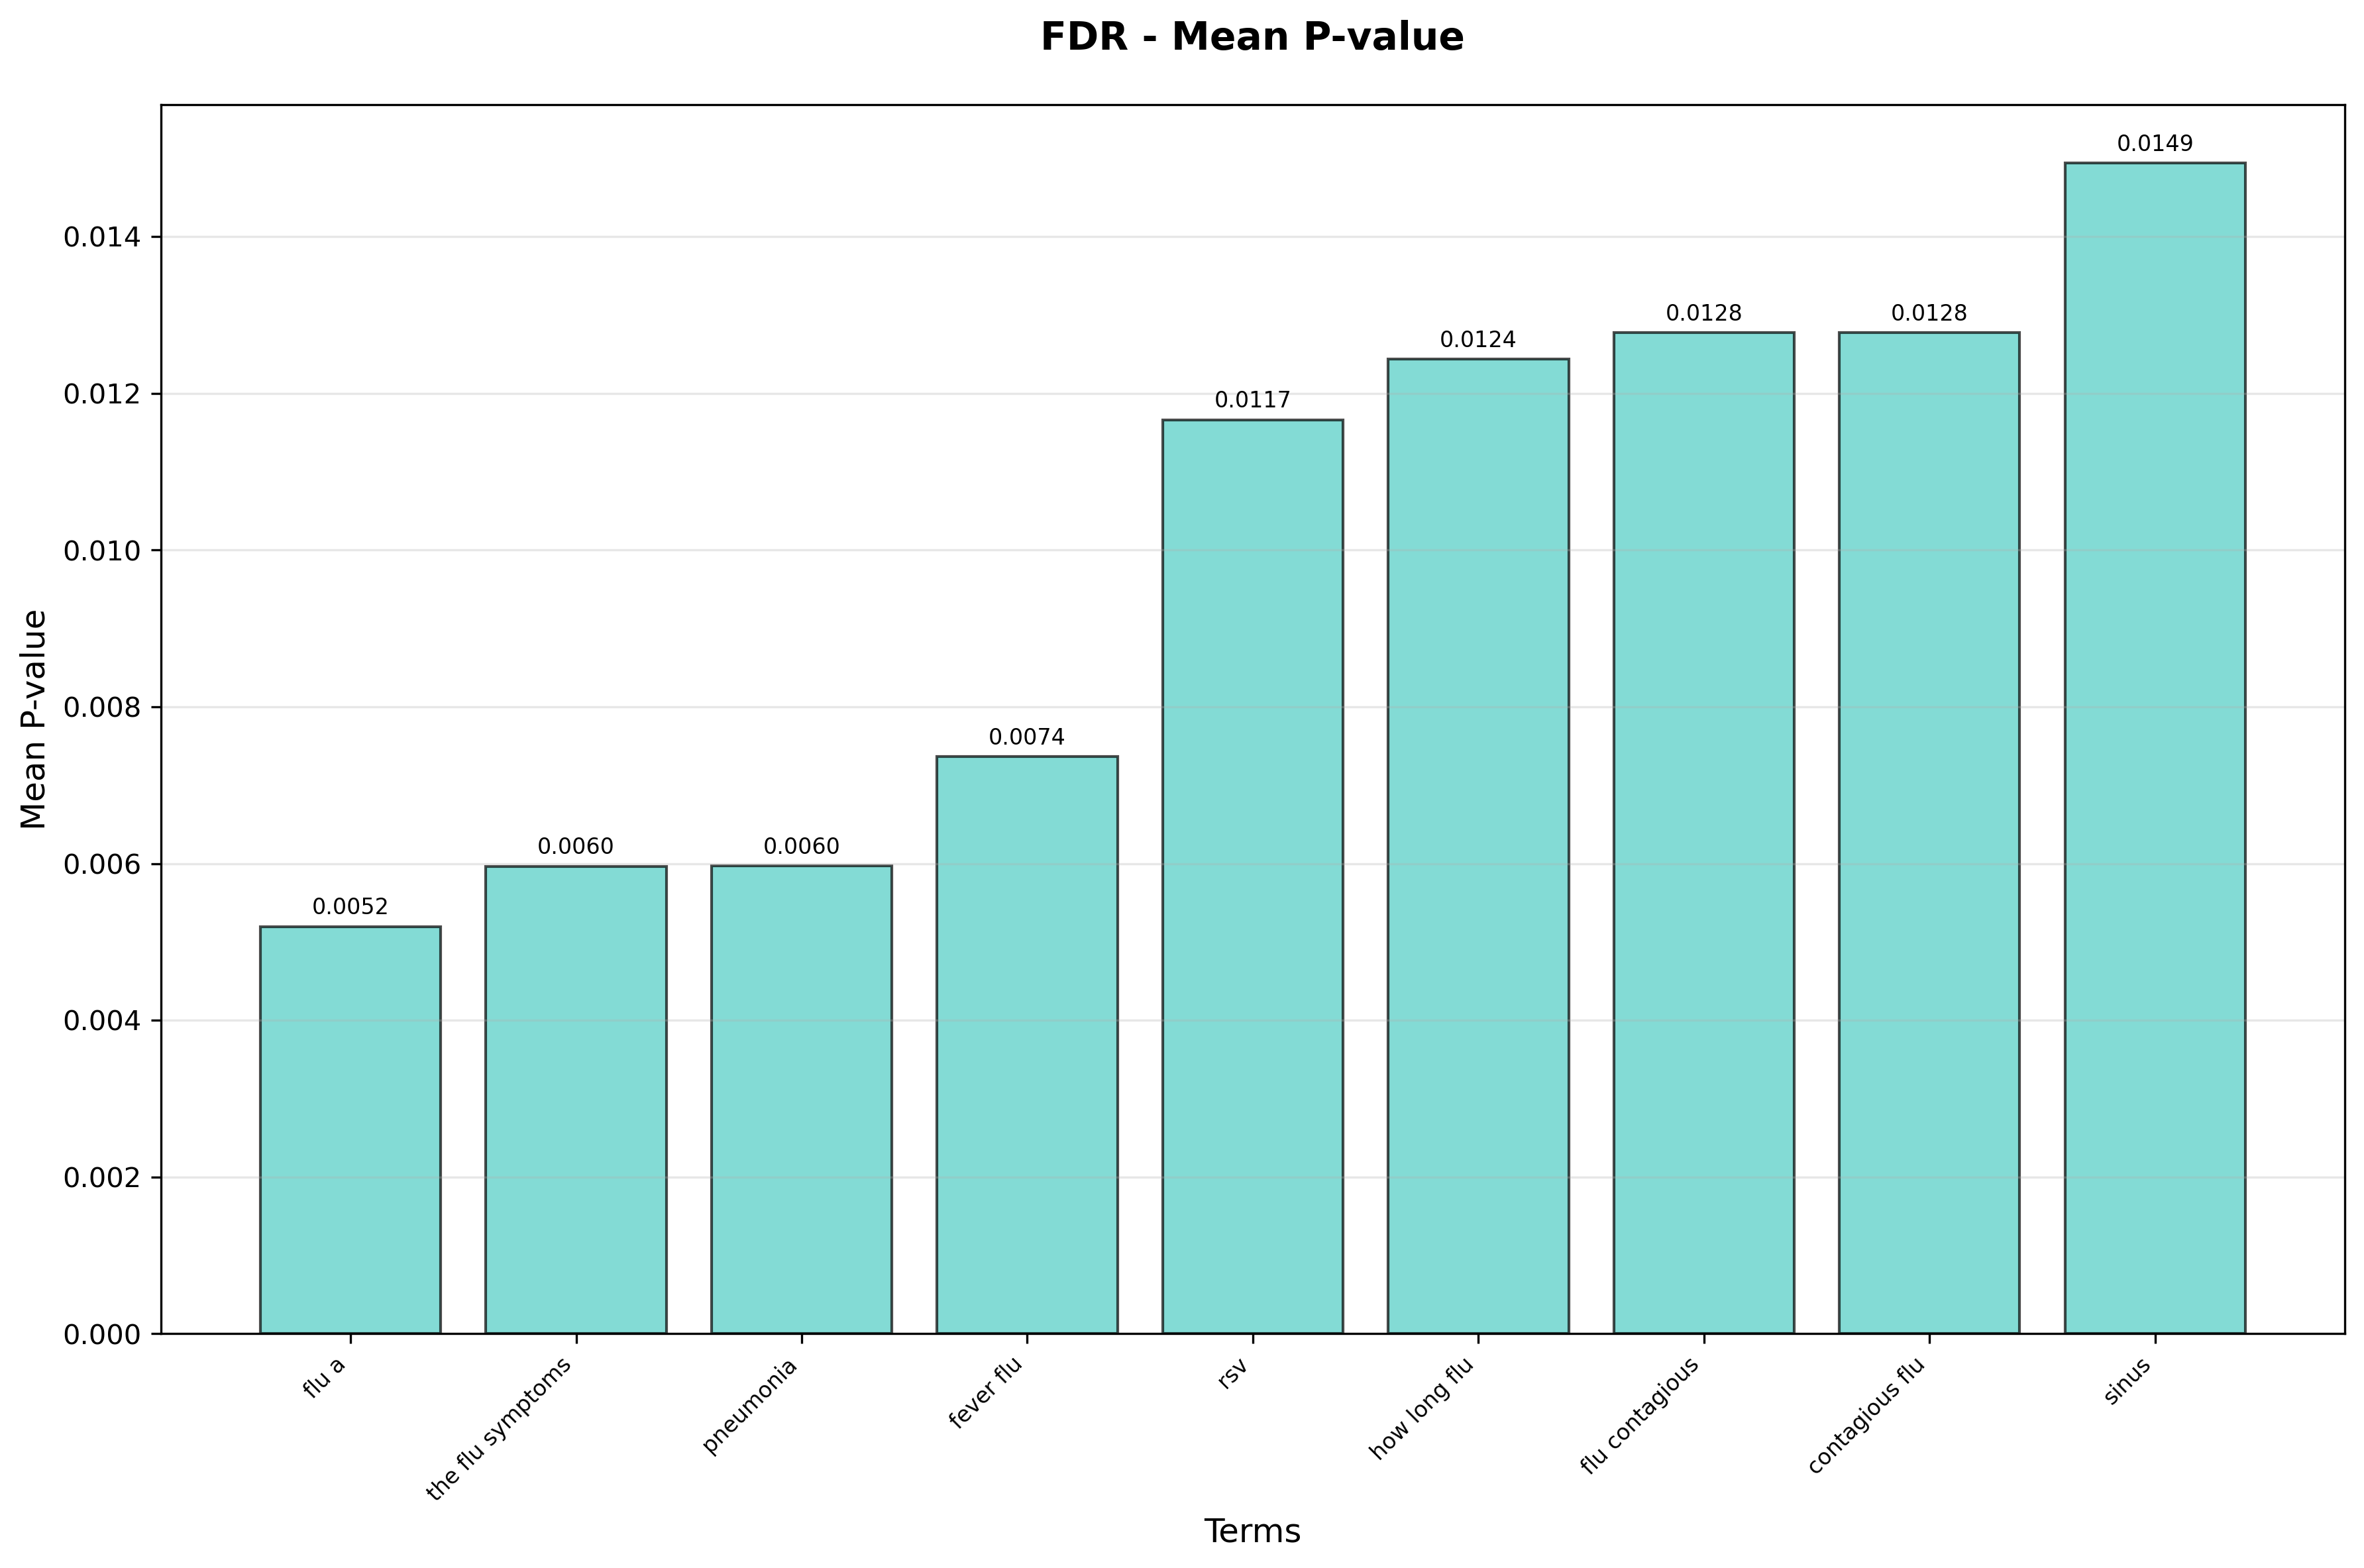 FDR - Mean P-value
Mean P-value
0.014
0.012
0.010
0.008
0.006
0.004
0.002
0.000
0.0052
0.0060
0.0060
0.0074
0.0117
0.0124
0.0128
0.0128
0.0149
flu a
the flu symptoms
pneumonia
fever flu
rsv
how long flu
flu contagious
contagious flu
sinus
Terms